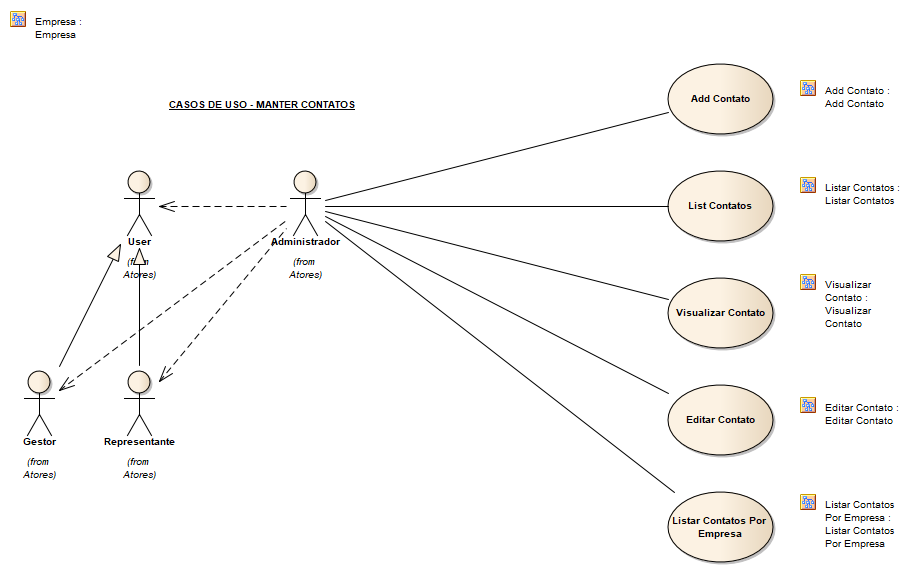 Empresa :
Empresa
CASOS DE USO - MANTER CONTATOS
Add Contato
Add Contato :
Add Contato
List Contatos
Listar Contatos :
Listar Contatos
User
(from
Atores)
Administrador
(from
Atores)
Visualizar Contato
Visualizar
Contato :
Visualizar
Contato
Gestor
(from
Atores)
Representante
(from
Atores)
Editar Contato
Editar Contato :
Editar Contato
Listar Contatos Por
Empresa
Listar Contatos
Por Empresa :
Listar Contatos
Por Empresa